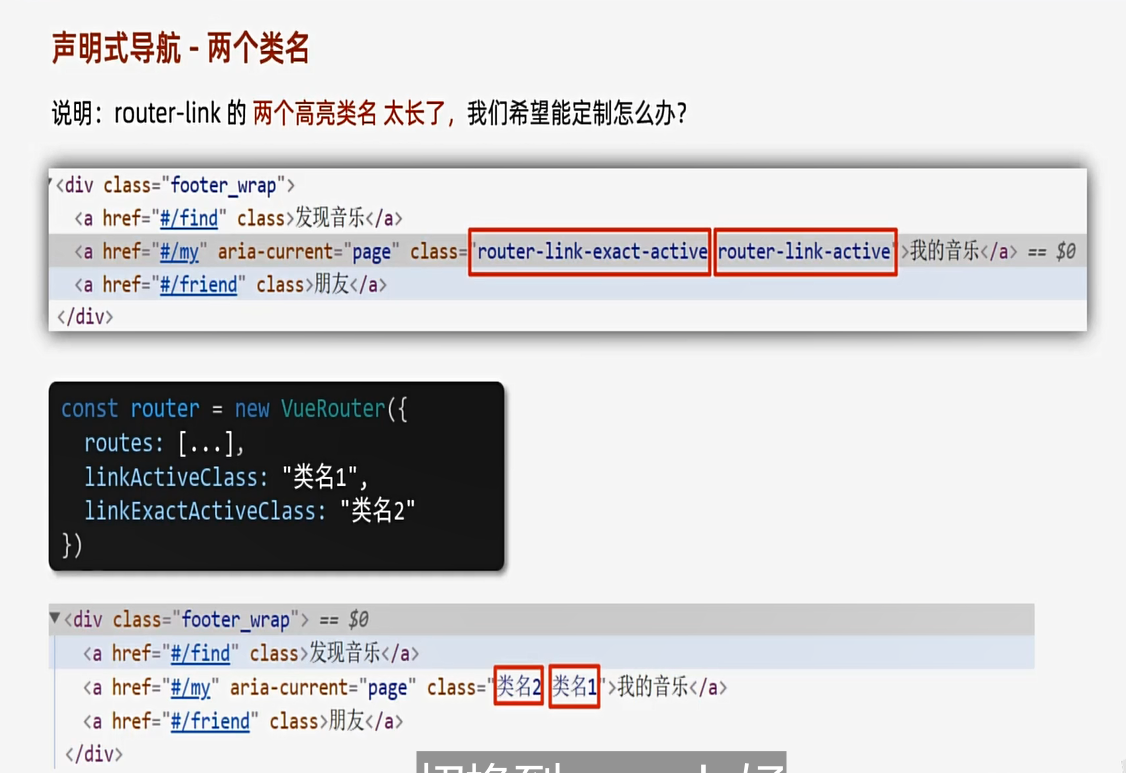 声明式导航 - 两个类名
说明：router-link 的 两个高亮类名 太长了，我们希望能定制怎么办？
▾<div class="footer_wrap">
<a href="#/find" class>发现音乐</a>
<a href="#/my" aria-current="page" class="router-link-exact-active router-link-active">我的音乐</a> == $0
<a href="#/friend" class>朋友</a>
</div>
const router = new VueRouter({
routes: [...],
linkActiveClass: "类名1",
linkExactActiveClass: "类名2"
})
▼<div class="footer_wrap"> == $0
<a href="#/find" class>发现音乐</a>
<a href="#/my" aria-current="page" class="类名2 类名1">我的音乐</a>
<a href="#/friend" class>朋友</a>
</div>